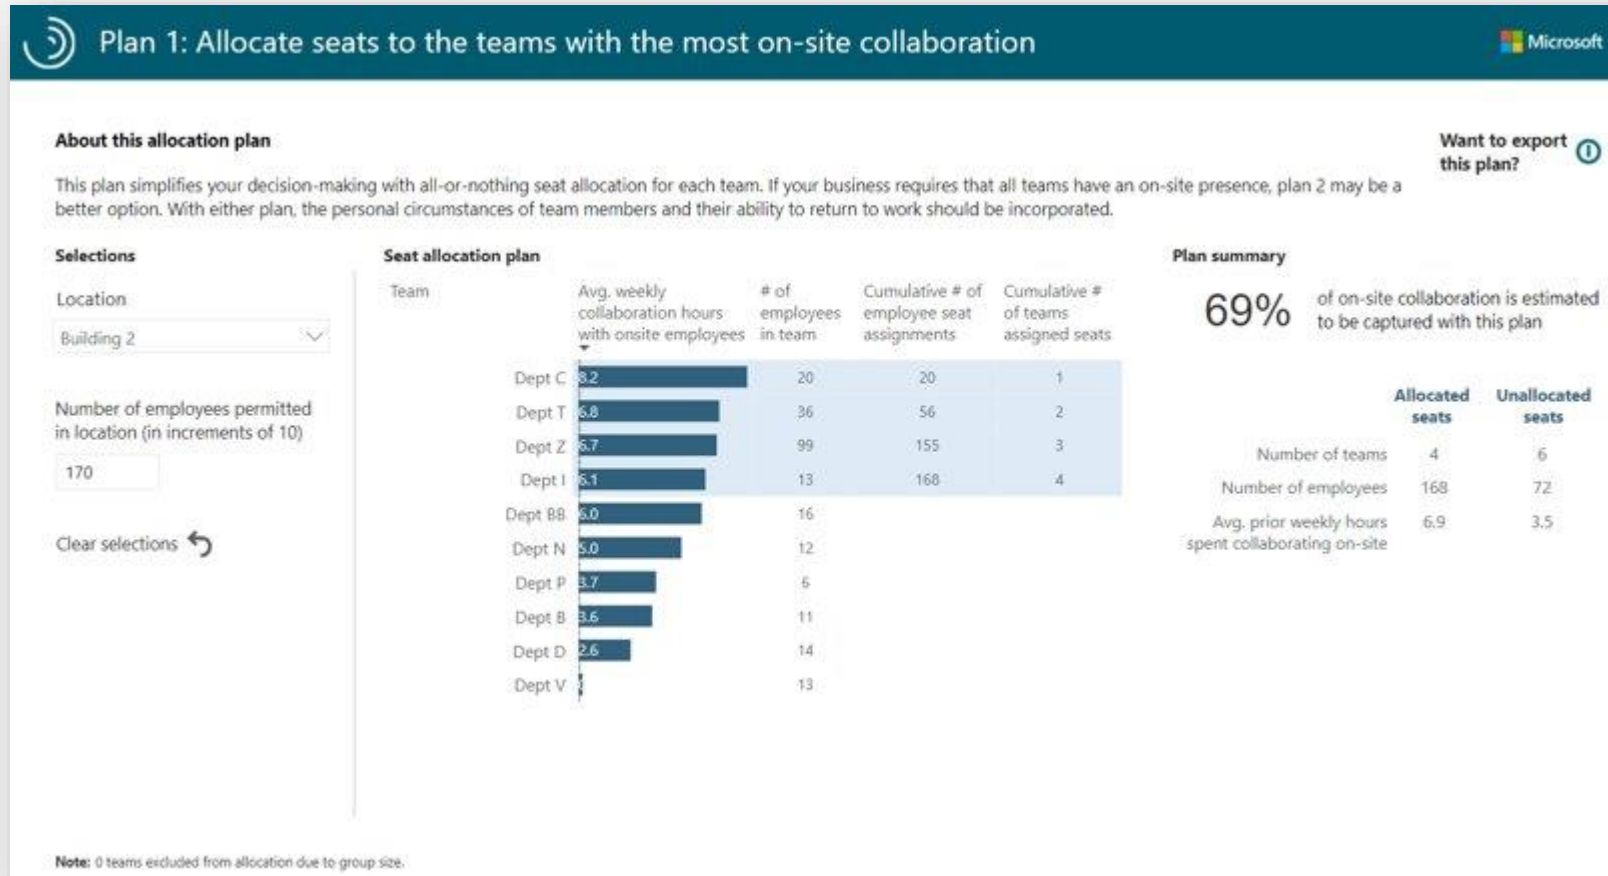 Plan 1: Allocate seats to the teams with the most on-site collaboration
Microsoft
About this allocation plan
Want to export
this plan?
This plan simplifies your decision-making with all-or-nothing seat allocation for each team. If your business requires that all teams have an on-site presence, plan 2 may be a
better option. With either plan, the personal circumstances of team members and their ability to return to work should be incorporated.
Selections
Location
Building 2
Number of employees permitted
in location (in increments of 10)
170
Clear selections
Seat allocation plan
Team
Avg. weekly
collaboration hours
with onsite employees
# of
employees
in team
Cumulative # of
employee seat
assignments
Cumulative #
of teams
assigned seats
Dept C 8.2 20 20 1
Dept T 6.8 36 56 2
Dept Z 6.7 99 155 3
Dept I 6.1 13 168 4
Dept BB 6.0 16
Dept N 5.0 12
Dept P 3.7 6
Dept B 3.6 11
Dept D 2.6 14
Dept V 13
Plan summary
69%
of on-site collaboration is estimated
to be captured with this plan
Allocated
seats
Unallocated
seats
Number of teams 4 6
Number of employees 168 72
Avg. prior weekly hours
spent collaborating on-site
6.9 3.5
Note: 0 teams excluded from allocation due to group size.